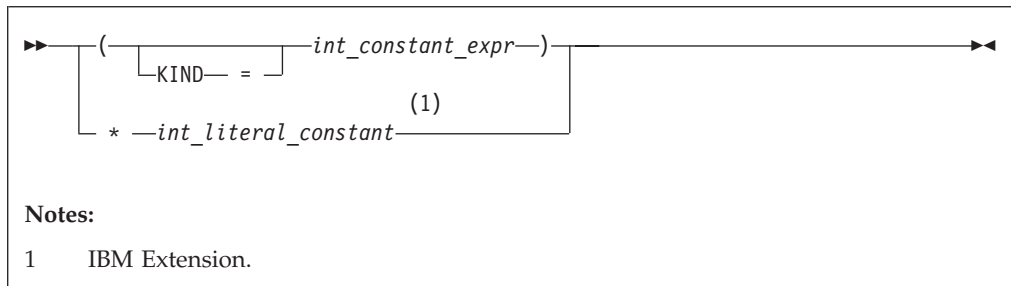 ( int_constant_expr )
KIND =
(1)
* int_literal_constant
Notes:
1 IBM Extension.